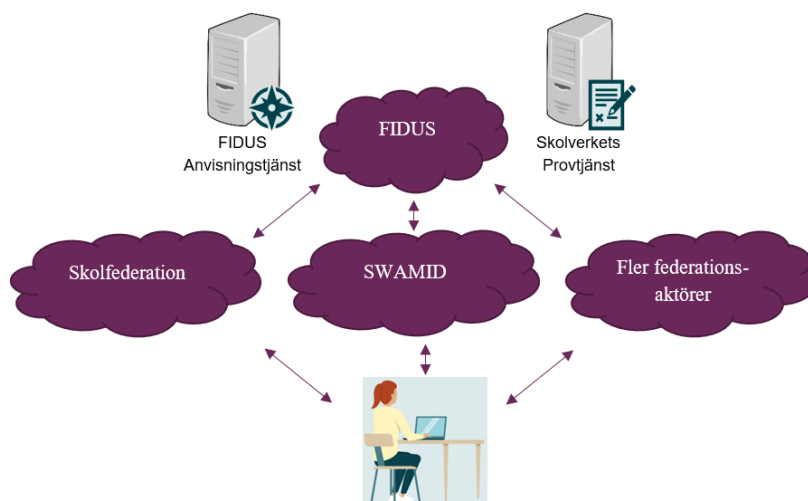 FIDUS
FIDUS
Anvisningstjänst
Skolverkets
Provtjänst
Skolfederation
SWAMID
Fler federations-
aktörer